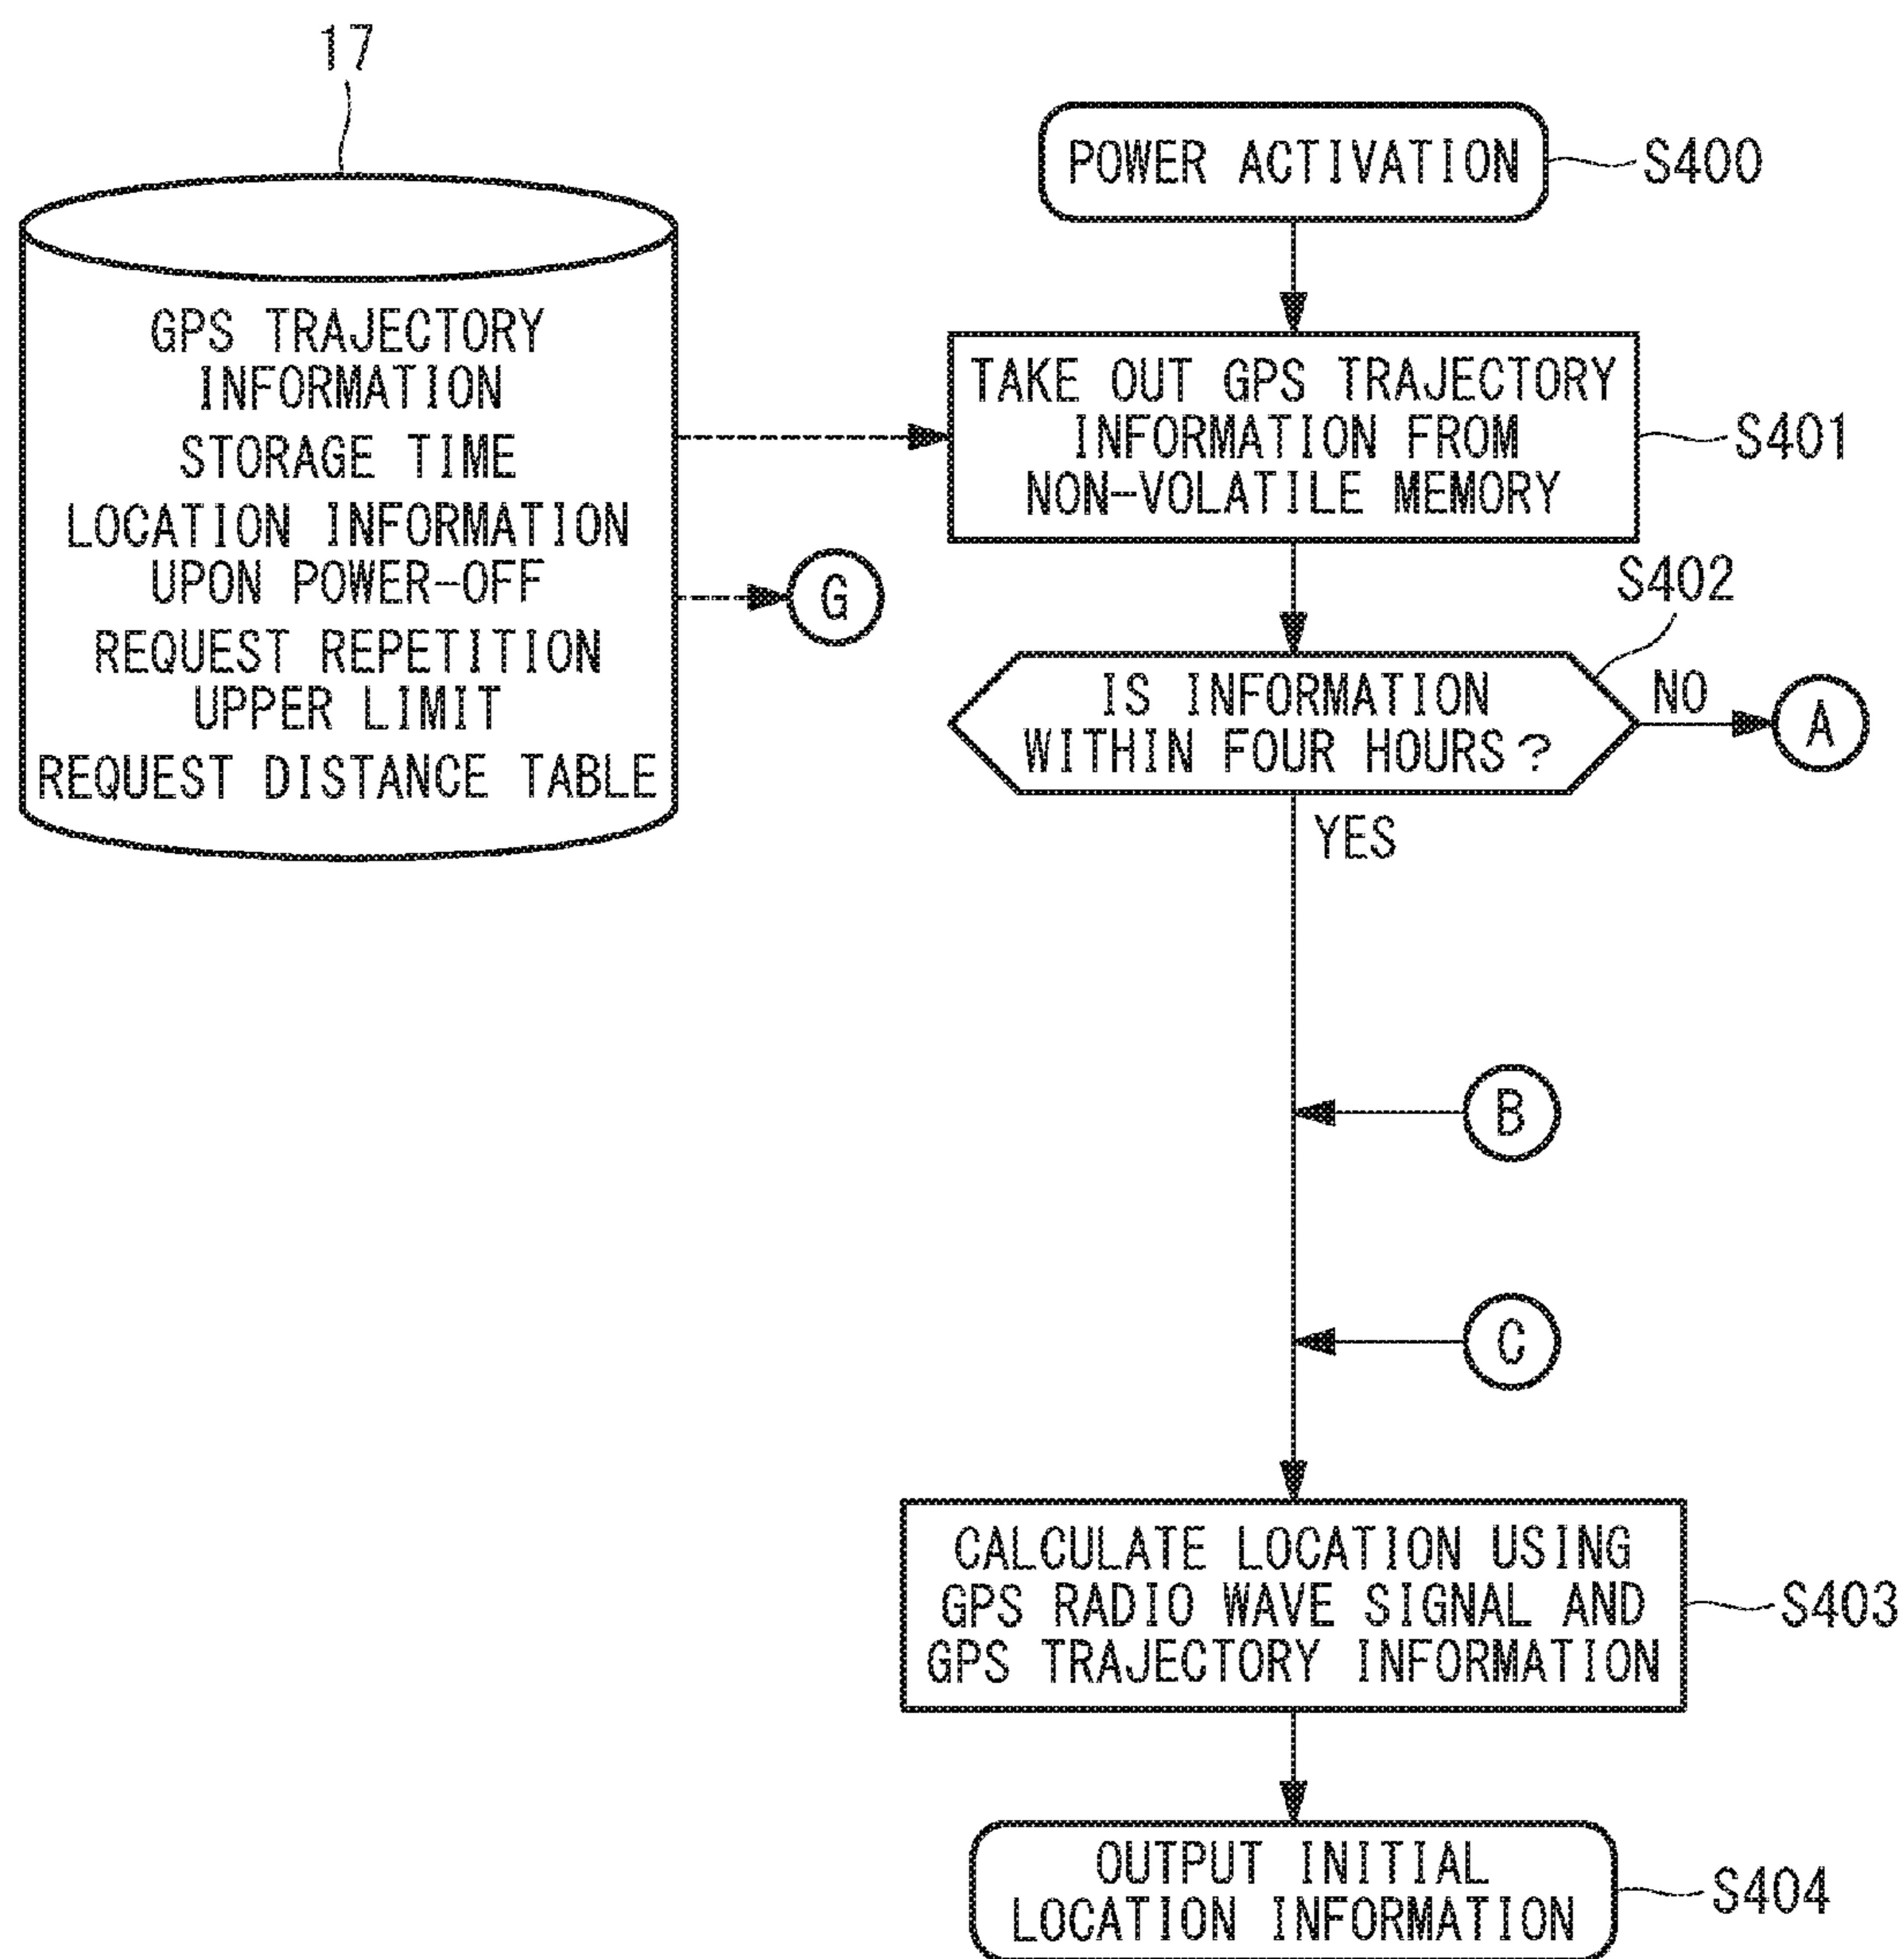 17
GPS TRAJECTORY
INFORMATION
STORAGE TIME
LOCATION INFORMATION
UPON POWER-OFF
REQUEST REPETITION
UPPER LIMIT
REQUEST DISTANCE TABLE
G
POWER ACTIVATION
S400
TAKE OUT GPS TRAJECTORY
INFORMATION FROM
NON-VOLATILE MEMORY
S401
S402
IS INFORMATION
WITHIN FOUR HOURS?
NO
A
YES
B
C
CALCULATE LOCATION USING
GPS RADIO WAVE SIGNAL AND
GPS TRAJECTORY INFORMATION
S403
OUTPUT INITIAL
LOCATION INFORMATION
S404